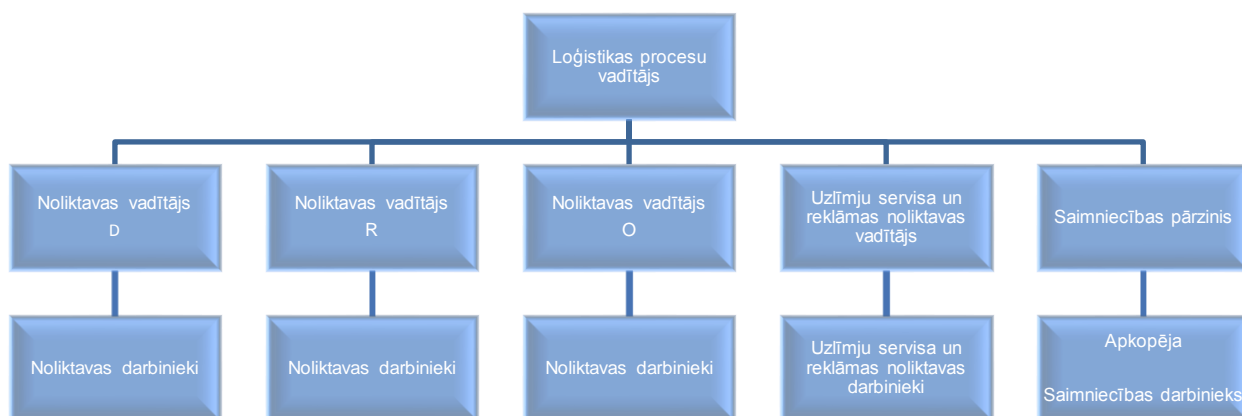 Loģistikas procesu
vadītājs
Noliktavas vadītājs
D
Noliktavas vadītājs
R
Noliktavas vadītājs
O
Uzlīmju servisa un
reklāmas noliktavas
vadītājs
Saimniecības pārzinis
Noliktavas darbinieki
Noliktavas darbinieki
Noliktavas darbinieki
Uzlīmju servisa un
reklāmas noliktavas
darbinieki
Apkopēja
Saimniecības darbinieks